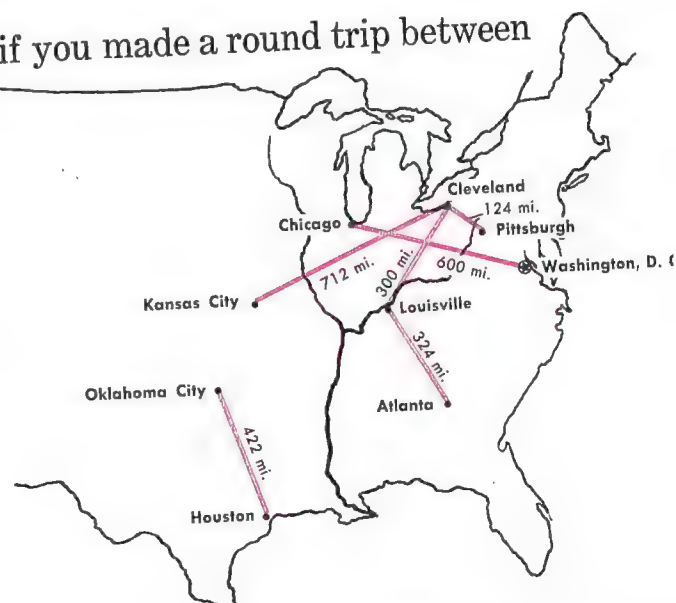 if you made a round trip between
Cleveland
124 mi.
Chicago
Pittsburgh
Washington, D.
600 mi.
712 mi.
300 mi.
Kansas City
Louisville
324 mi.
Oklahoma City
Atlanta
422 mi.
Houston